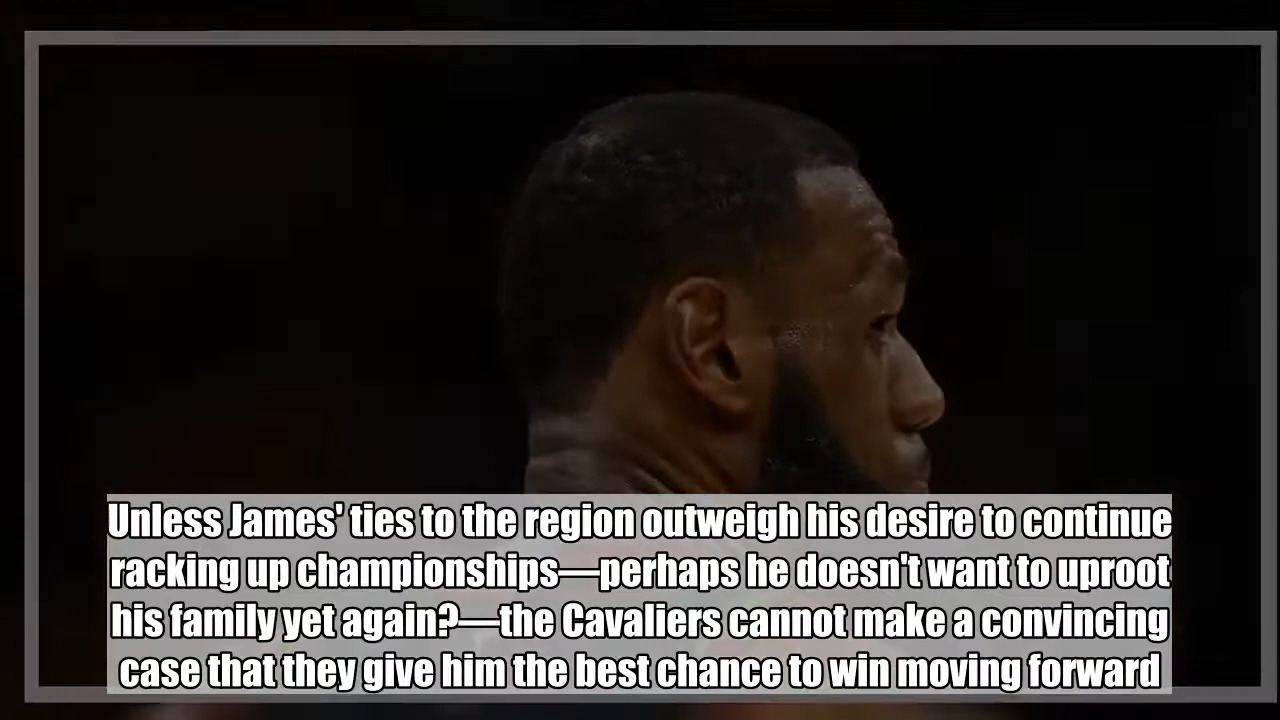 Unless James' ties to the region outweigh his desire to continue
racking up championships—perhaps he doesn't want to uproot
his family yet again?—the Cavaliers cannot make a convincing
case that they give him the best chance to win moving forward